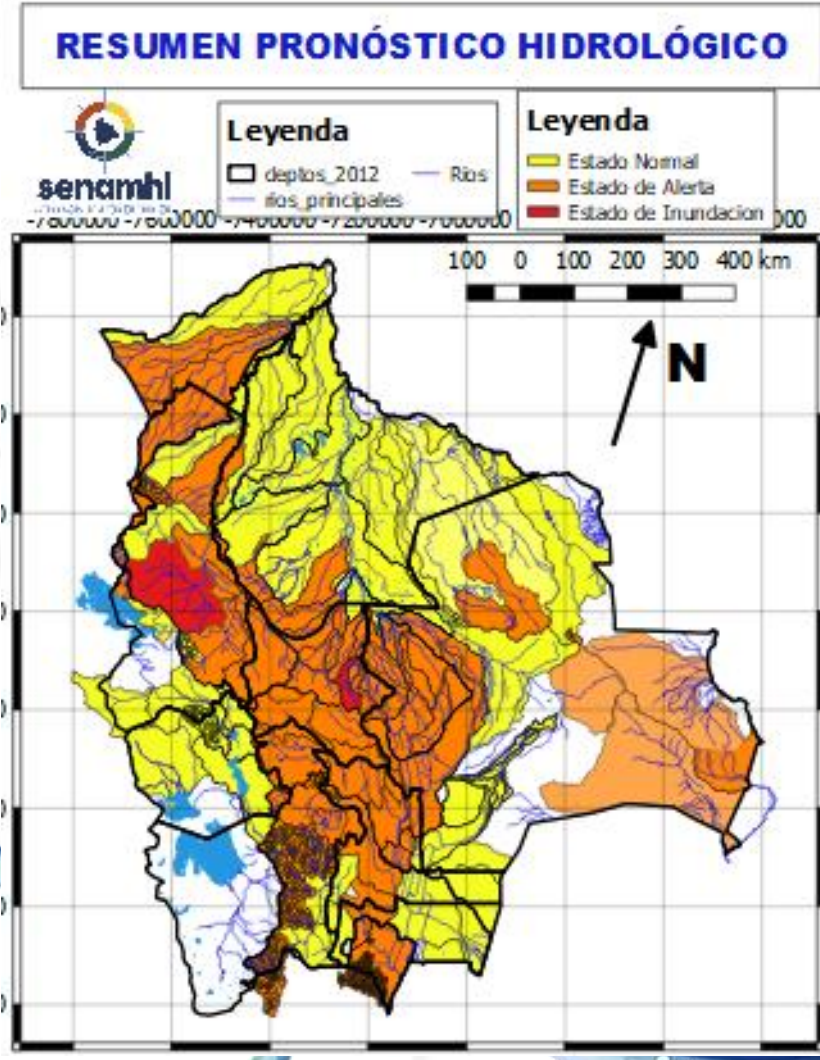 RESUMEN PRONÓSTICO HIDROLÓGICO
senamhi
Leyenda
deptos_2012
Rios
rios_principales
Leyenda
Estado Normal
Estado de Alerta
Estado de Inundacion
-7800000 -7600000 -7400000 -7200000 -7000000
100 0 100 200 300 400 km
N